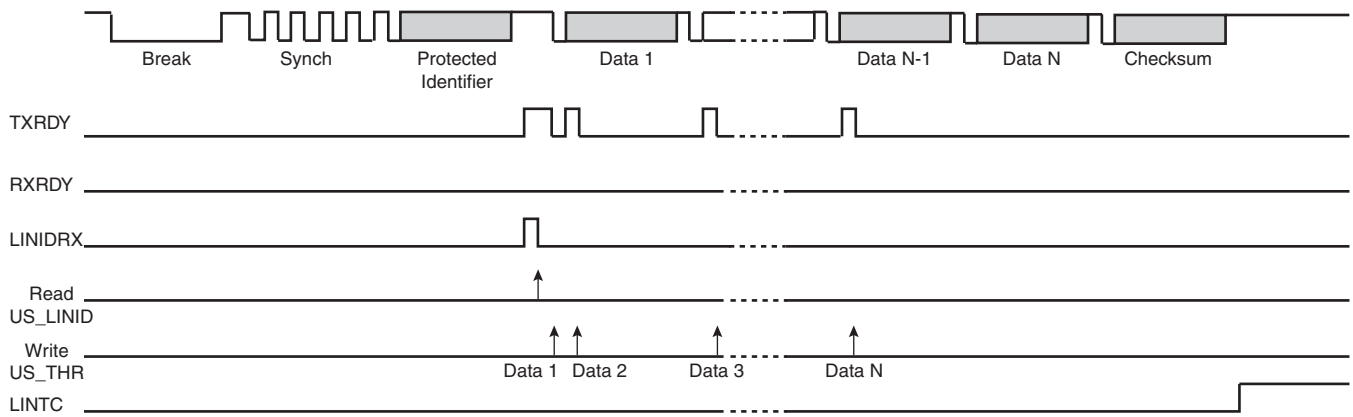 Break Synch Protected Data 1 Data N-1 Data N Checksum
Identifier
TXRDY
RXRDY
LINIDRX
Read
US_LINID
Write
US_THR Data 1 Data 2 Data 3 Data N
LINTC